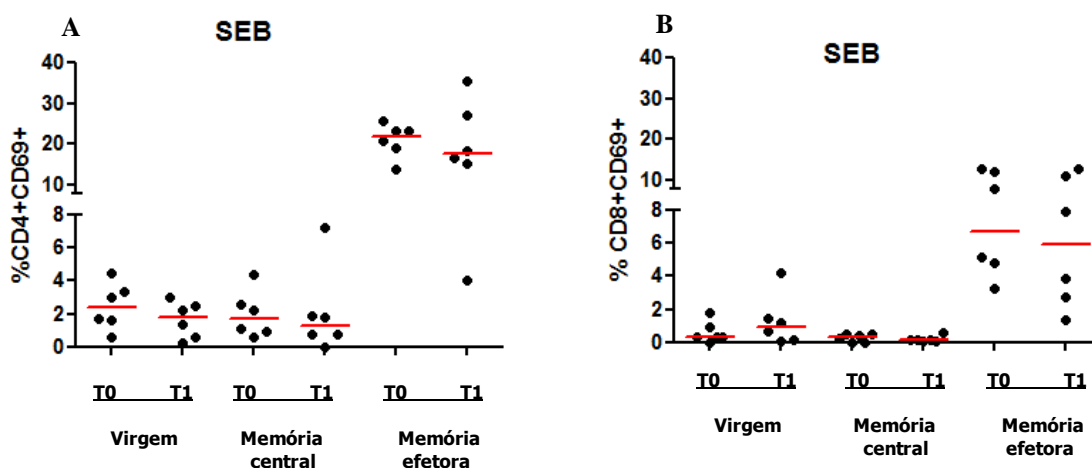 A
SEB
%CD4+CD69+
40
30
20
10
8
6
4
2
0
T0 T1 T0 T1 T0 T1
Virgem Memória central Memória efetora
B
SEB
% CD8+CD69+
40
30
20
10
8
6
4
2
0
T0 T1 T0 T1 T0 T1
Virgem Memória central Memória efetora